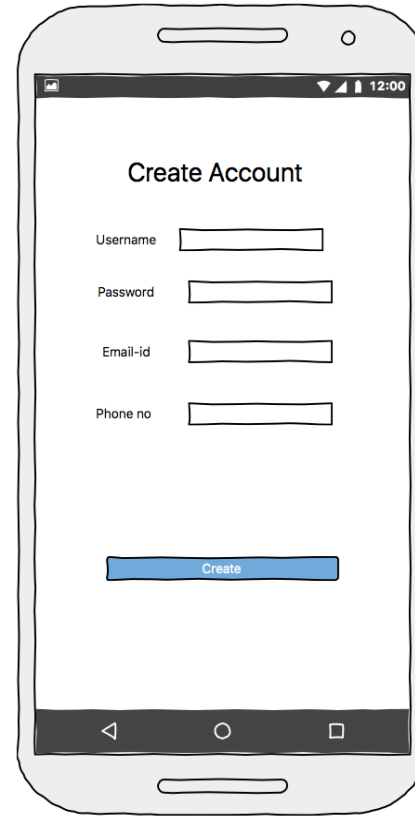 12:00
Create Account
Username
Password
Email-id
Phone no
Create